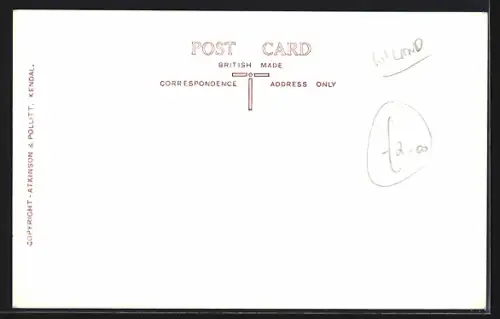 POST CARD
BRITISH MADE
CORRESPONDENCE ADDRESS ONLY
COPYRIGHT - ATKINSON & POLLITT, KENDAL.
£2-00